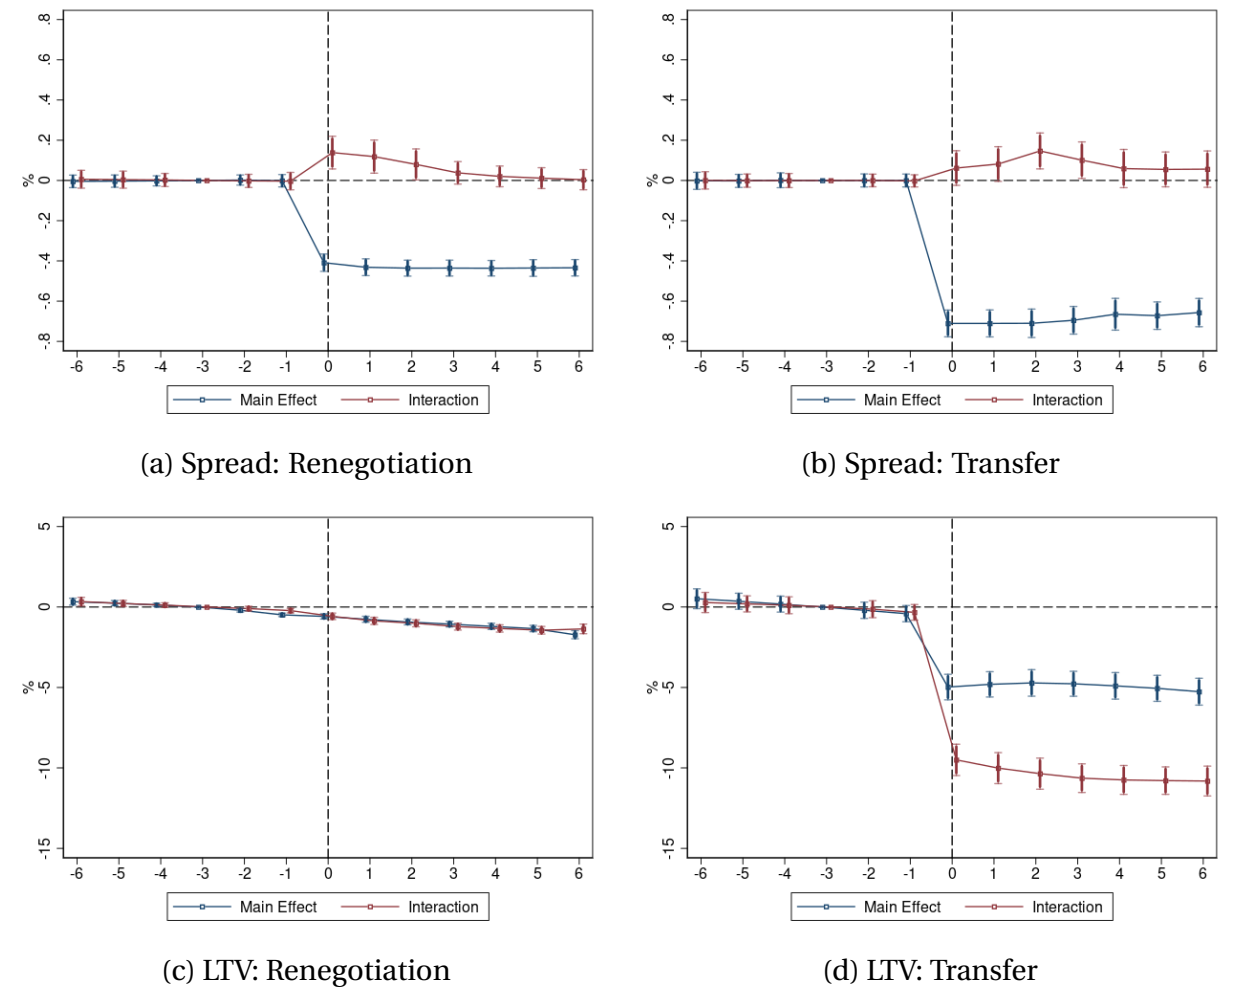 .8
.6
.4
.2
0
-.2
-.4
-.6
-.8
%
-6 -5 -4 -3 -2 -1 0 1 2 3 4 5 6
Main Effect Interaction
(a) Spread: Renegotiation
.8
.6
.4
.2
0
-.2
-.4
-.6
-.8
%
-6 -5 -4 -3 -2 -1 0 1 2 3 4 5 6
Main Effect Interaction
(b) Spread: Transfer
5
0
-5
-10
-15
%
-6 -5 -4 -3 -2 -1 0 1 2 3 4 5 6
Main Effect Interaction
(c) LTV: Renegotiation
5
0
-5
-10
-15
%
-6 -5 -4 -3 -2 -1 0 1 2 3 4 5 6
Main Effect Interaction
(d) LTV: Transfer